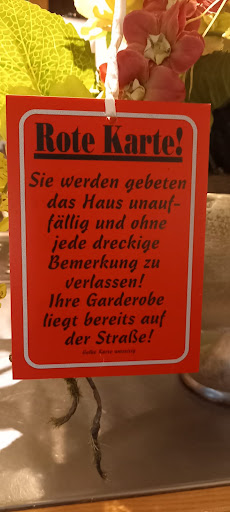 Rote Karte!
Sie werden gebeten
das Haus unauf-
fällig und ohne
jede dreckige
Bemerkung zu
verlassen!
Ihre Garderobe
liegt bereits auf
der Straße!